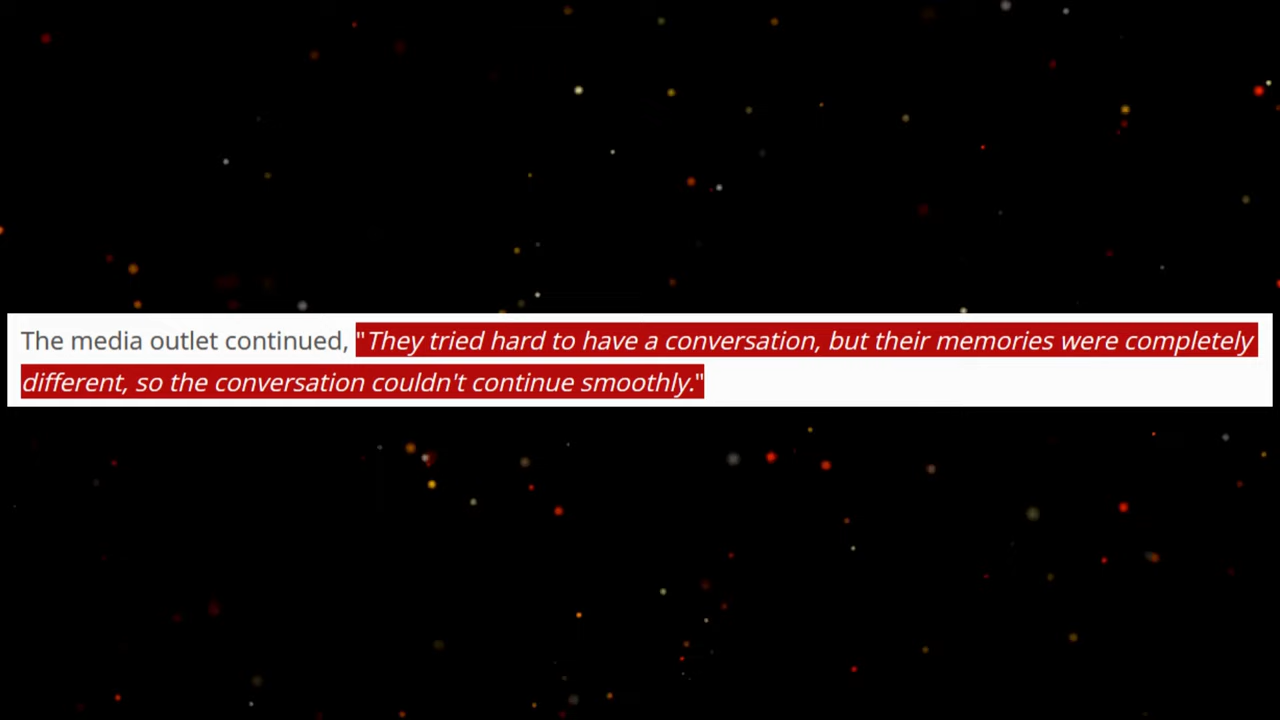 The media outlet continued, "They tried hard to have a conversation, but their memories were completely
different, so the conversation couldn't continue smoothly."